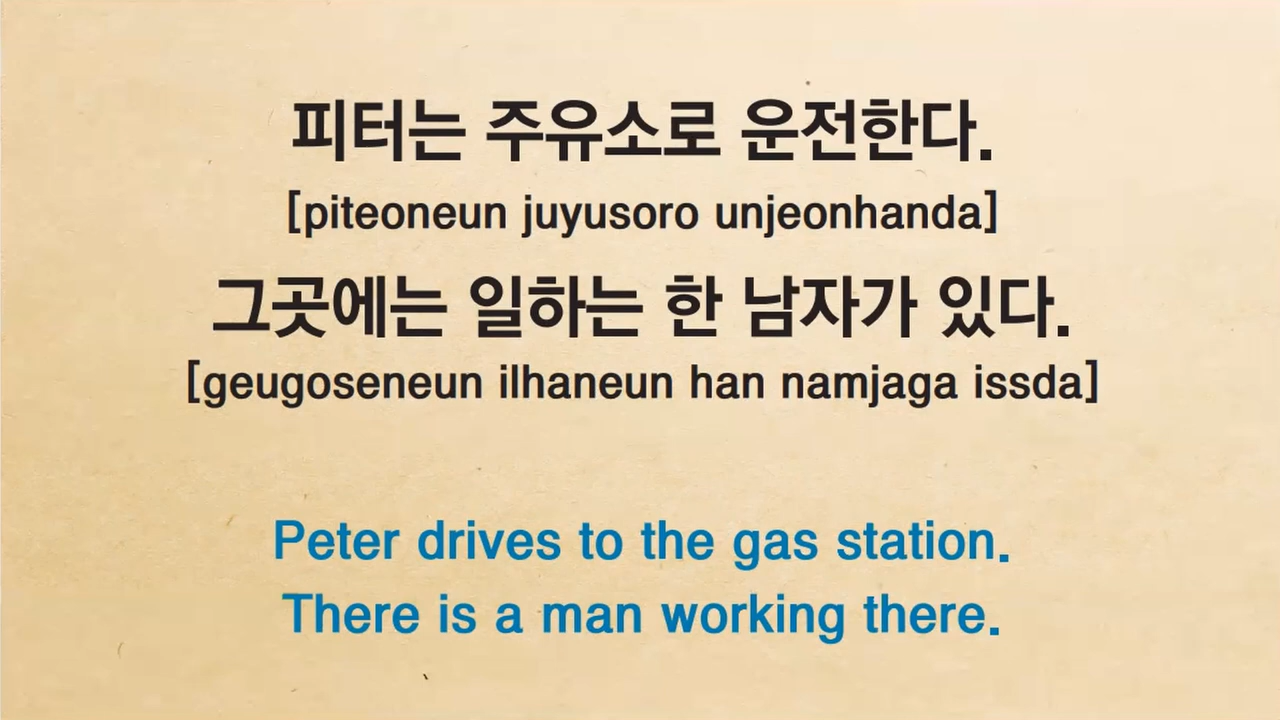 피터는 주유소로 운전한다.
[piteoneun juyusoro unjeonhanda]
그곳에는 일하는 한 남자가 있다.
[geugoseneun ilhaneun han namjaga issda]
Peter drives to the gas station.
There is a man working there.